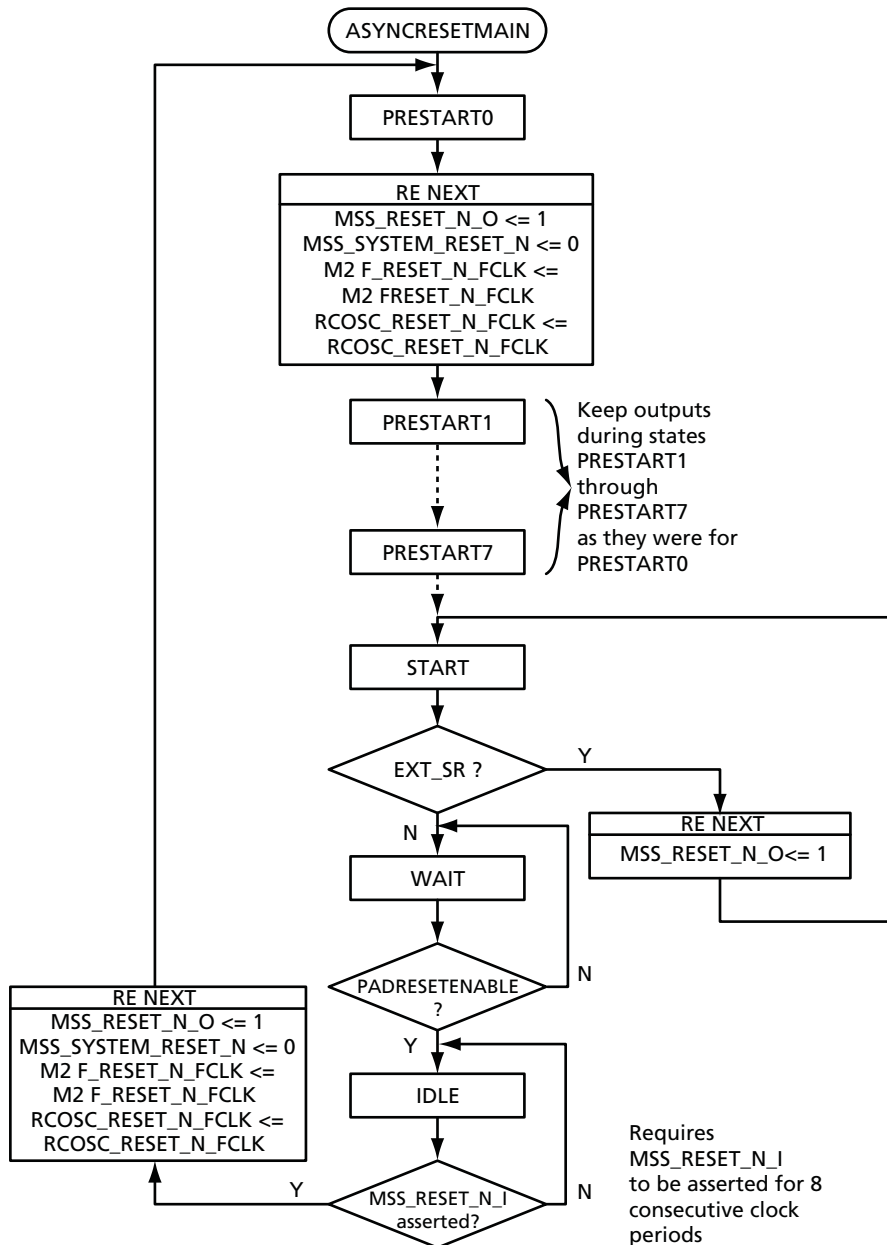 ASYNCRESETMAIN
PRESTART0
RE NEXT
MSS_RESET_N_O <= 1
MSS_SYSTEM_RESET_N <= 0
M2 F_RESET_N_FCLK <=
M2 FRESET_N_FCLK
RCOSC_RESET_N_FCLK <=
RCOSC_RESET_N_FCLK
PRESTART1
PRESTART7
Keep outputs
during states
PRESTART1
through
PRESTART7
as they were for
PRESTART0
START
EXT_SR ?
Y
N
RE NEXT
MSS_RESET_N_O<= 1
WAIT
PADRESETENABLE
?
N
Y
RE NEXT
MSS_RESET_N_O <= 1
MSS_SYSTEM_RESET_N <= 0
M2 F_RESET_N_FCLK <=
M2 F_RESET_N_FCLK
RCOSC_RESET_N_FCLK <=
RCOSC_RESET_N_FCLK
IDLE
MSS_RESET_N_I
asserted?
Y
N
Requires
MSS_RESET_N_I
to be asserted for 8
consecutive clock
periods